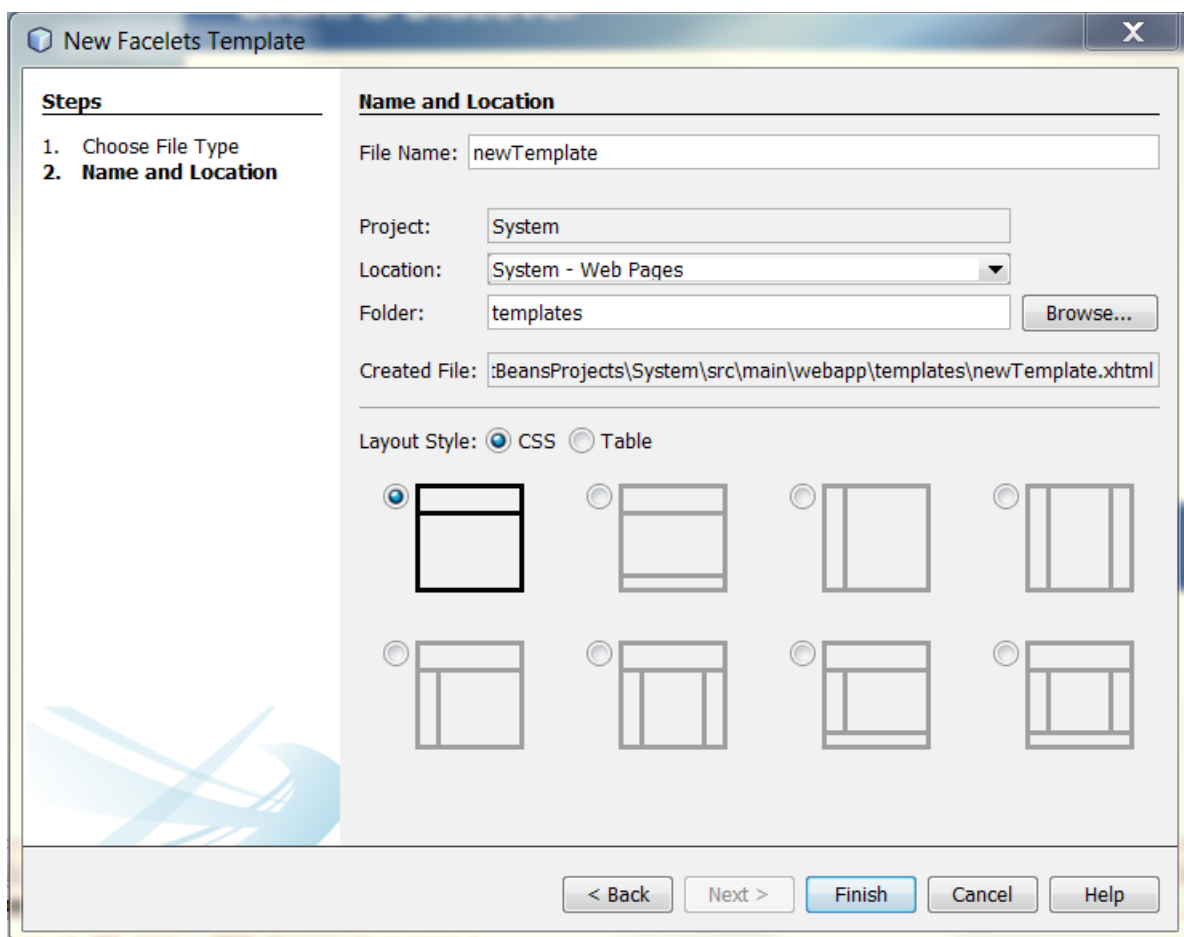 New Facelets Template
X
Steps
1. Choose File Type
2. Name and Location
Name and Location
File Name: newTemplate
Project: System
Location: System - Web Pages
Folder: templates Browse...
Created File: :BeansProjects\System\src\main\webapp\templates\newTemplate.xhtml
Layout Style: CSS Table
< Back Next > Finish Cancel Help